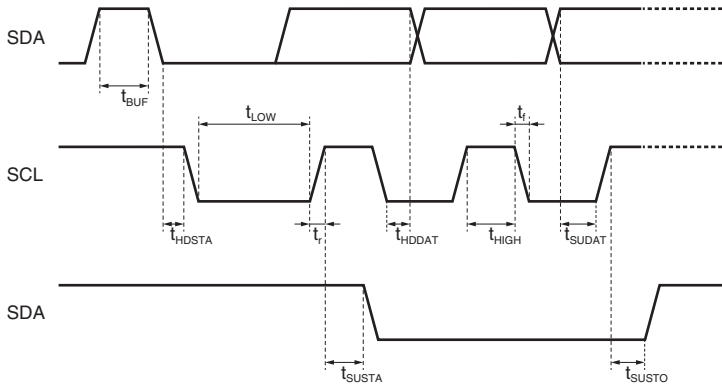 SDA
tBUF
tLOW
tf
SCL
tHDSTA
tr
tHDDAT
tHIGH
tSUDAT
SDA
tSUSTA
tSUSTO